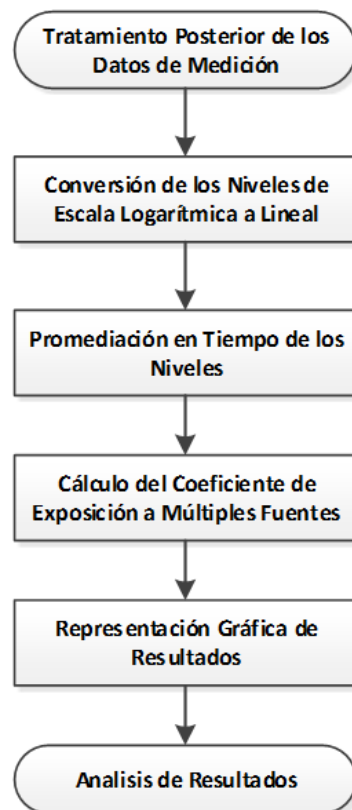 Tratamiento Posterior de los
Datos de Medición
Conversión de los Niveles de
Escala Logarítmica a Lineal
Promediación en Tiempo de los
Niveles
Cálculo del Coeficiente de
Exposición a Múltiples Fuentes
Representación Gráfica de
Resultados
Analisis de Resultados